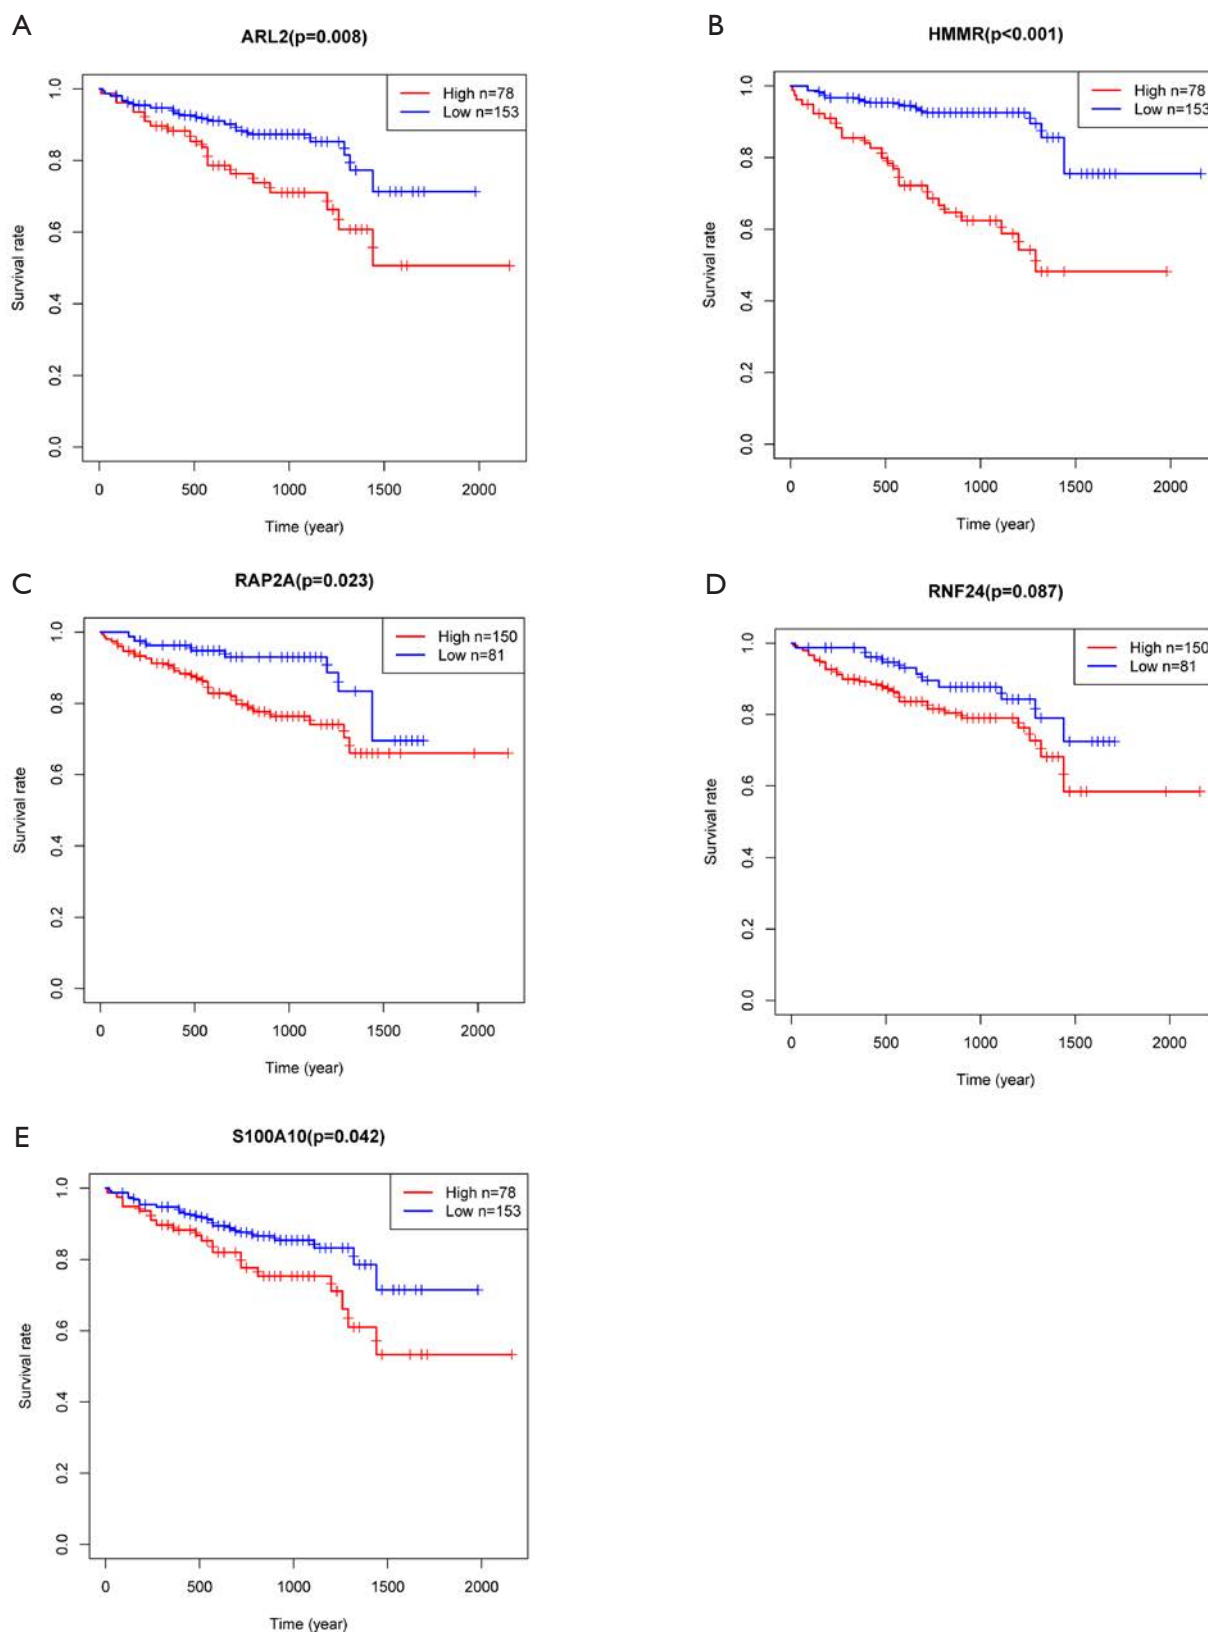 A
ARL2(p=0.008)
High n=78
Low n=153
1.0
0.8
0.6
0.4
0.2
0.0
Survival rate
0 500 1000 1500 2000
Time (year)
B
HMMR(p<0.001)
High n=78
Low n=153
1.0
0.8
0.6
0.4
0.2
0.0
Survival rate
0 500 1000 1500 2000
Time (year)
C
RAP2A(p=0.023)
High n=150
Low n=81
1.0
0.8
0.6
0.4
0.2
0.0
Survival rate
0 500 1000 1500 2000
Time (year)
D
RNF24(p=0.087)
High n=150
Low n=81
1.0
0.8
0.6
0.4
0.2
0.0
Survival rate
0 500 1000 1500 2000
Time (year)
E
S100A10(p=0.042)
High n=78
Low n=153
1.0
0.8
0.6
0.4
0.2
0.0
Survival rate
0 500 1000 1500 2000
Time (year)